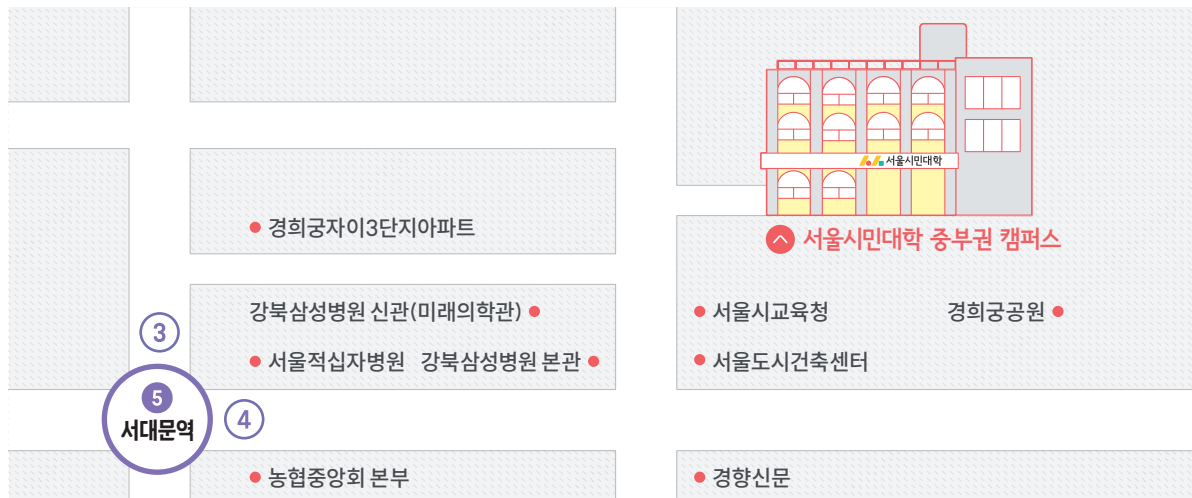 서울시민대학
경희궁자이3단지아파트
서울시민대학 중부권 캠퍼스
강북삼성병원 신관(미래의학관)
서울시교육청
경희궁공원
3
서울적십자병원
강북삼성병원 본관
서울도시건축센터
5
서대문역
4
농협중앙회 본부
경향신문